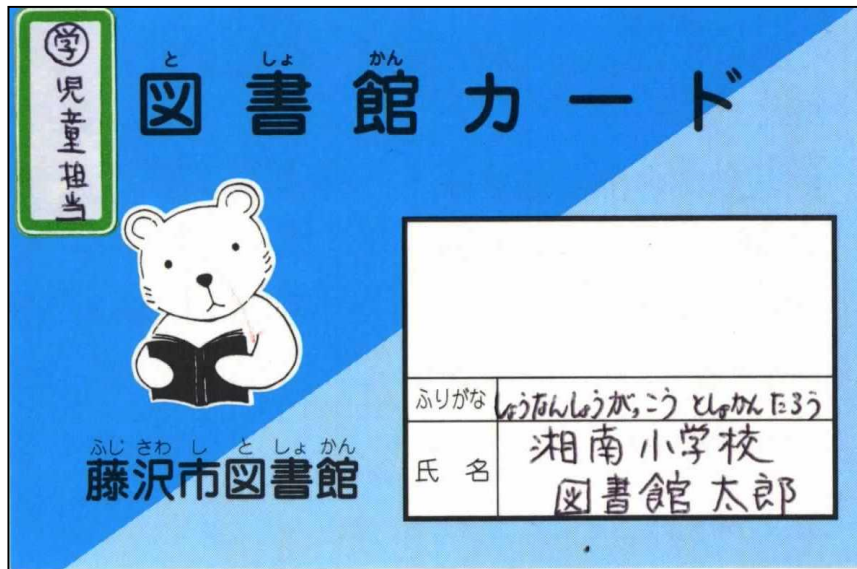 ㊫
児童担当
と しょ かん
図書館カード
ふりがな しょうなんしょうがっこう としょかん たろう
氏名 湘南小学校
図書館 太郎
ふじ さわ し と しょ かん
藤沢市図書館